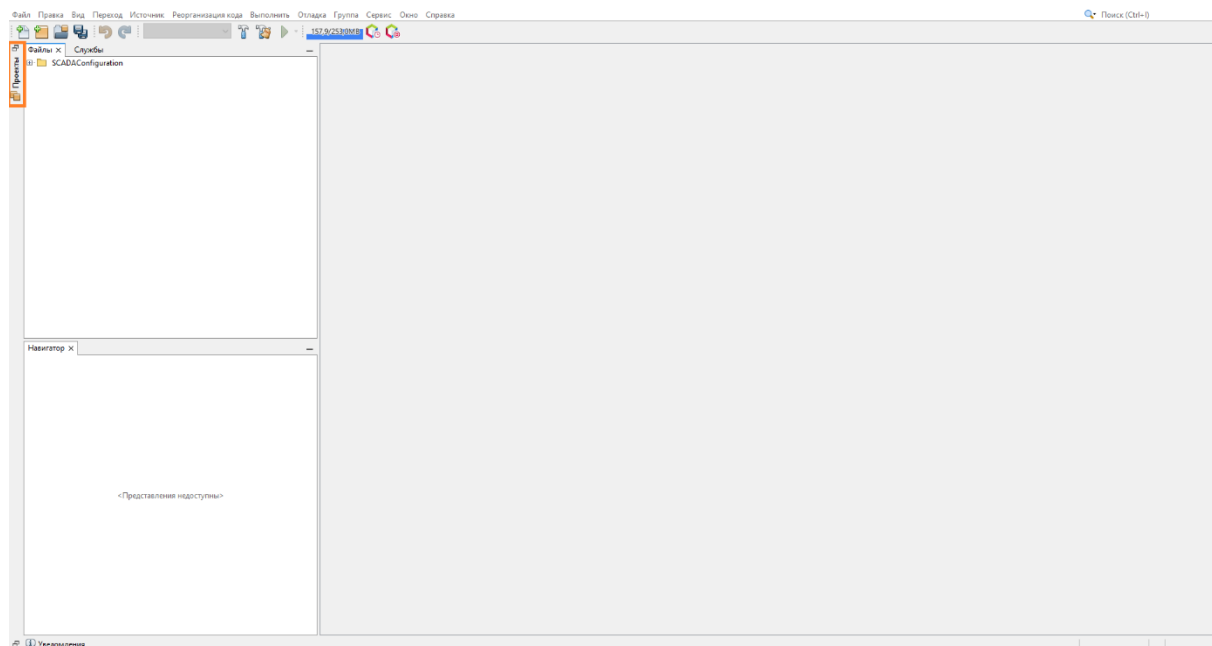 Файл Правка Вид Переход Источник Реорганизация кода Выполнить Отладка Группа Сервис Окно Справка
Поиск (Ctrl+I)
Проекты
Файлы Службы
SCADAConfiguration
Навигатор
<Представления недоступны>
Уведомления